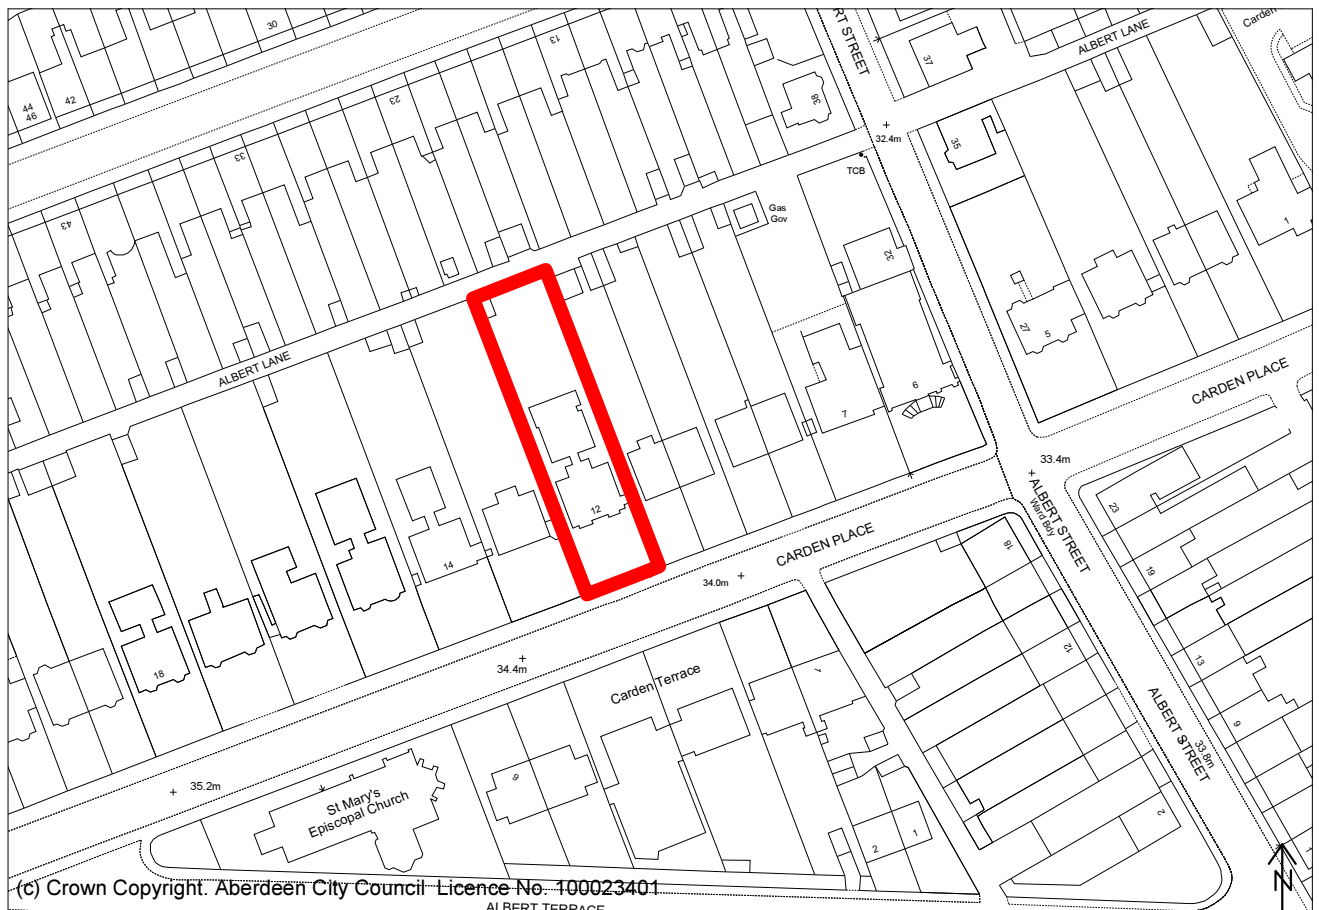 30
44
46
42
13
23
33
43
38
ALBERT STREET
37
ALBERT LANE
Carden
35
32.4m
TCB
Gas
Gov
32
1
27
5
ALBERT LANE
6
7
CARDEN PLACE
12
14
18
33.4m
ALBERT STREET
Ward Bdy
23
19
18
CARDEN PLACE
34.0m
34.4m
Carden Terrace
1
12
13
9
ALBERT STREET
33.8m
35.2m
St Mary's
Episcopal Church
9
2
1
2
1
(c) Crown Copyright. Aberdeen City Council Licence No. 100023401
ALBERT TERRACE
N